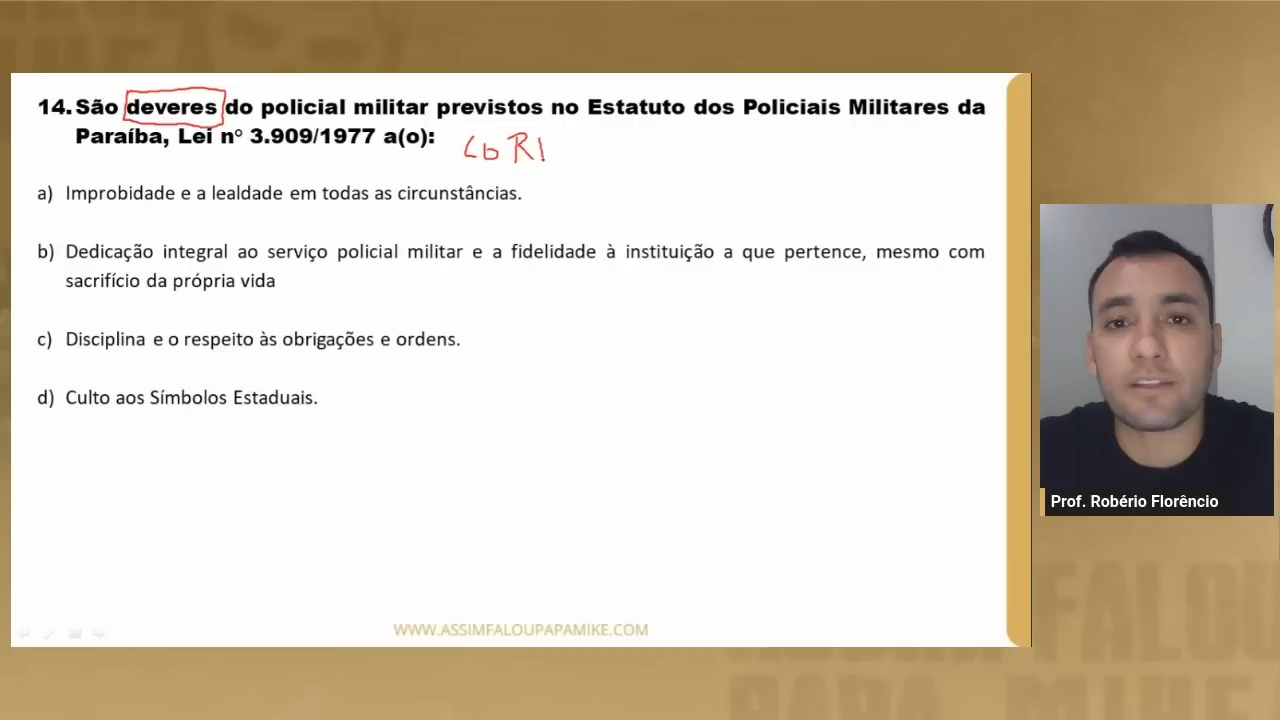 14. São deveres do policial militar previstos no Estatuto dos Policiais Militares da
Paraíba, Lei n° 3.909/1977 a(o):
a) Improbidade e a lealdade em todas as circunstâncias.
b) Dedicação integral ao serviço policial militar e a fidelidade à instituição a que pertence, mesmo com
sacrifício da própria vida
c) Disciplina e o respeito às obrigações e ordens.
d) Culto aos Símbolos Estaduais.
WWW.ASSIMFALOUPAPAMIKE.COM
Prof. Robério Florêncio